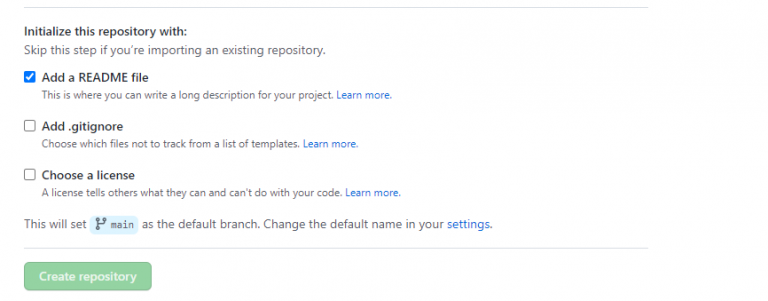 Initialize this repository with:
Skip this step if you're importing an existing repository.
Add a README file
This is where you can write a long description for your project. Learn more.
Add .gitignore
Choose which files not to track from a list of templates. Learn more.
Choose a license
A license tells others what they can and can't do with your code. Learn more.
This will set main as the default branch. Change the default name in your settings.
Create repository